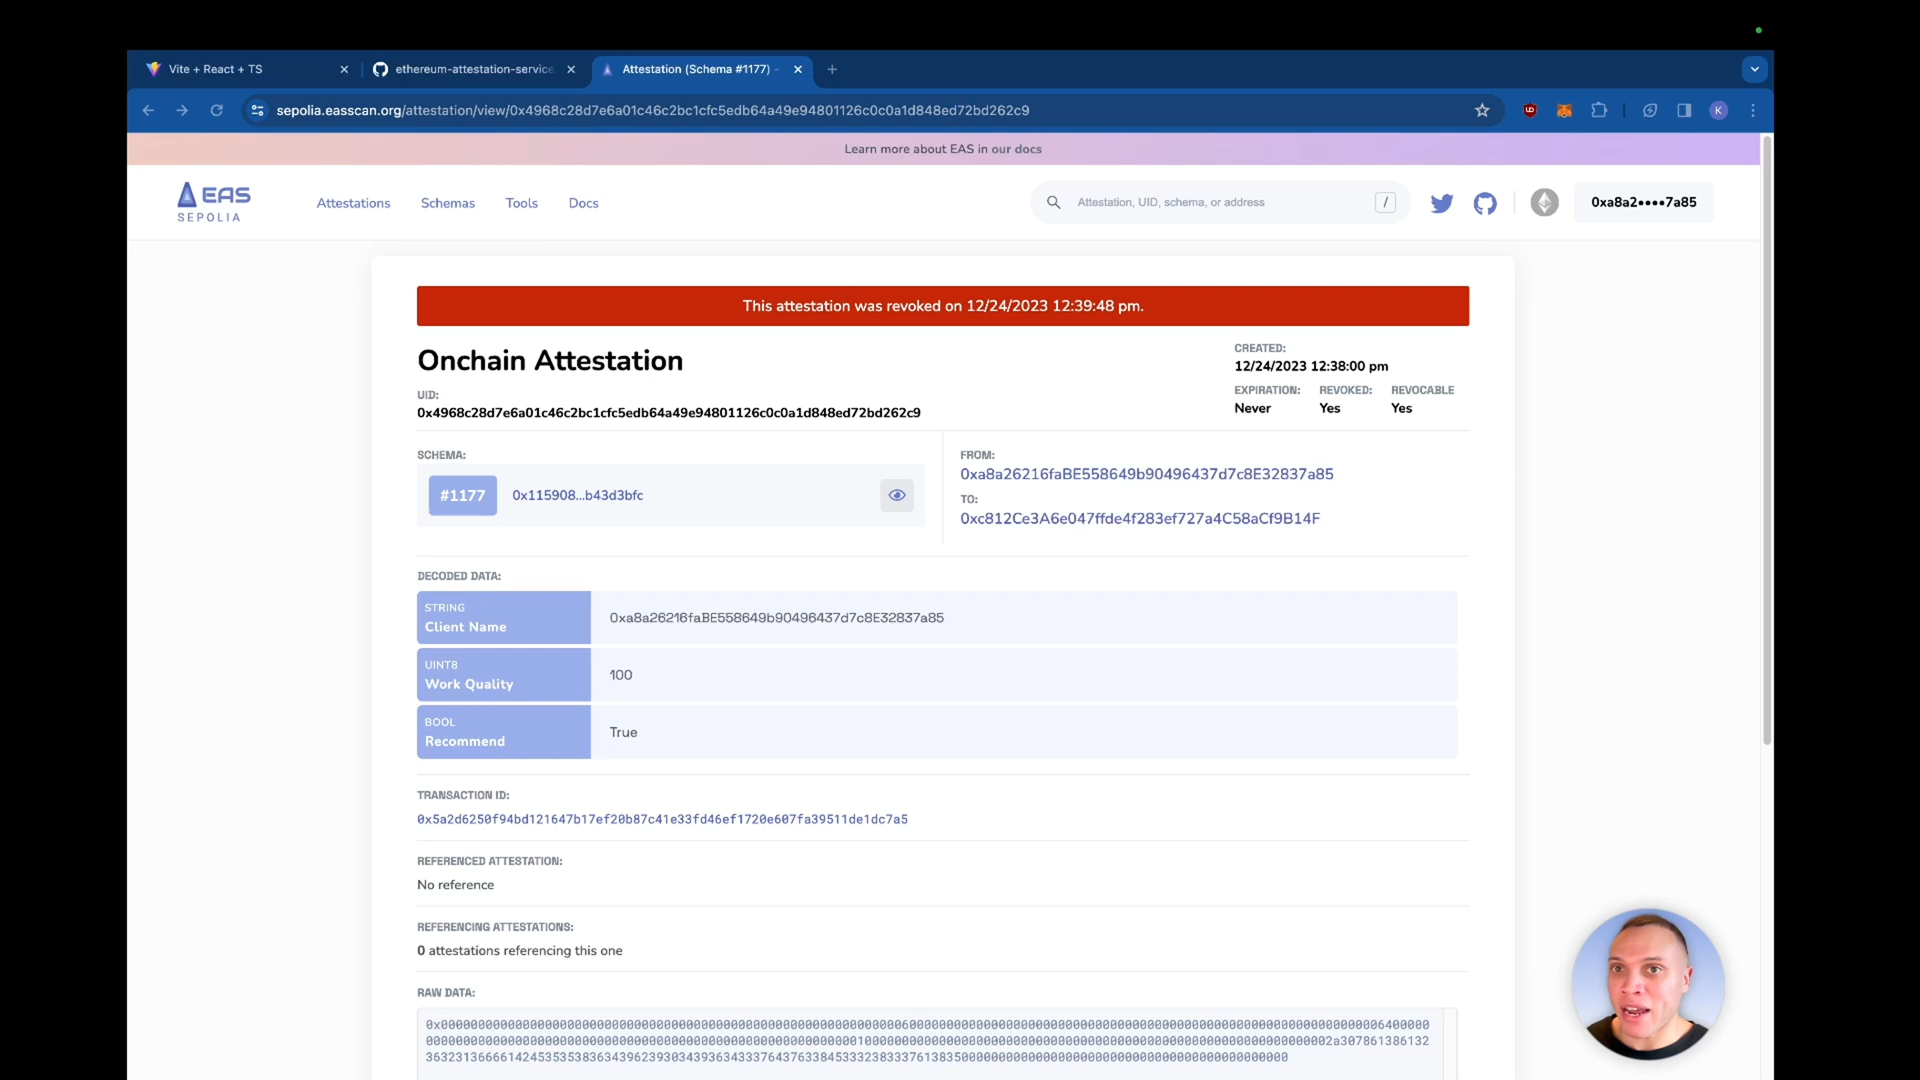 Vite + React + TS
ethereum-attestation-service
Attestation (Schema #1177) -
sepolia.easscan.org/attestation/view/0x4968c28d7e6a01c46c2bc1cfc5edb64a49e94801126c0c0a1d848ed72bd262c9
K
Learn more about EAS in our docs
EAS
SEPOLIA
Attestations
Schemas
Tools
Docs
Attestation, UID, schema, or address
/
0xa8a2••••7a85
This attestation was revoked on 12/24/2023 12:39:48 pm.
Onchain Attestation
UID:
0x4968c28d7e6a01c46c2bc1cfc5edb64a49e94801126c0c0a1d848ed72bd262c9
CREATED:
12/24/2023 12:38:00 pm
EXPIRATION:
Never
REVOKED:
Yes
REVOCABLE
Yes
SCHEMA:
#1177
0x115908...b43d3bfc
FROM:
0xa8a26216faBE558649b90496437d7c8E32837a85
TO:
0xc812Ce3A6e047ffde4f283ef727a4C58aCf9B14F
DECODED DATA:
STRING
Client Name
0xa8a26216faBE558649b90496437d7c8E32837a85
UINT8
Work Quality
100
BOOL
Recommend
True
TRANSACTION ID:
0x5a2d6250f94bd121647b17ef20b87c41e33fd46ef1720e607fa39511de1dc7a5
REFERENCED ATTESTATION:
No reference
REFERENCING ATTESTATIONS:
0 attestations referencing this one
RAW DATA: